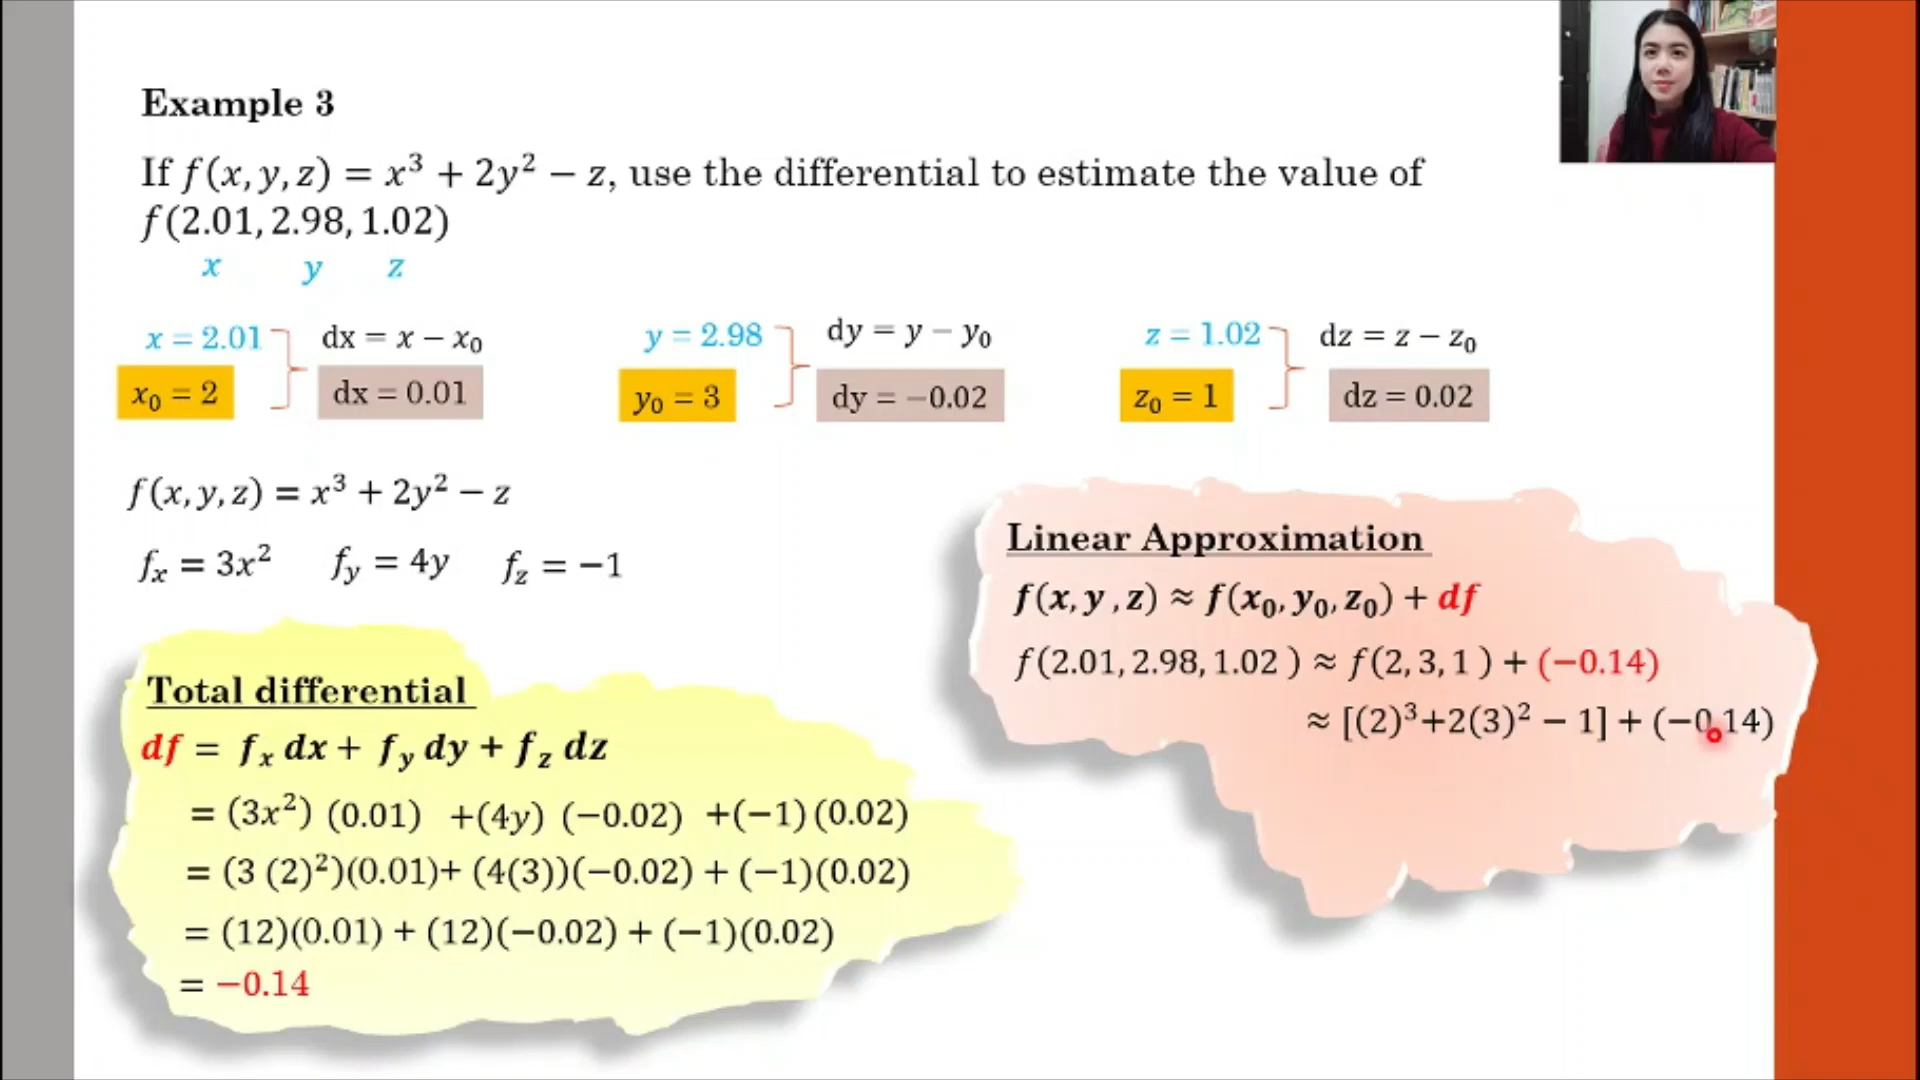 Example 3
If f(x, y, z) = x³ + 2y² − z, use the differential to estimate the value of
f(2.01, 2.98, 1.02)
x y z
x = 2.01 dx = x − x₀
x₀ = 2 dx = 0.01
y = 2.98 dy = y − y₀
y₀ = 3 dy = −0.02
z = 1.02 dz = z − z₀
z₀ = 1 dz = 0.02
f(x, y, z) = x³ + 2y² − z
fₓ = 3x² f_y = 4y f_z = −1
Total differential
df = fₓ dx + f_y dy + f_z dz
= (3x²) (0.01) +(4y) (−0.02) +(−1)(0.02)
= (3 (2)²)(0.01)+ (4(3))(−0.02) + (−1)(0.02)
= (12)(0.01) + (12)(−0.02) + (−1)(0.02)
= −0.14
Linear Approximation
f(x, y ,z) ≈ f(x₀, y₀, z₀) + df
f(2.01, 2.98, 1.02 ) ≈ f(2, 3, 1 ) + (−0.14)
≈ [(2)³+2(3)² − 1] + (−0.14)